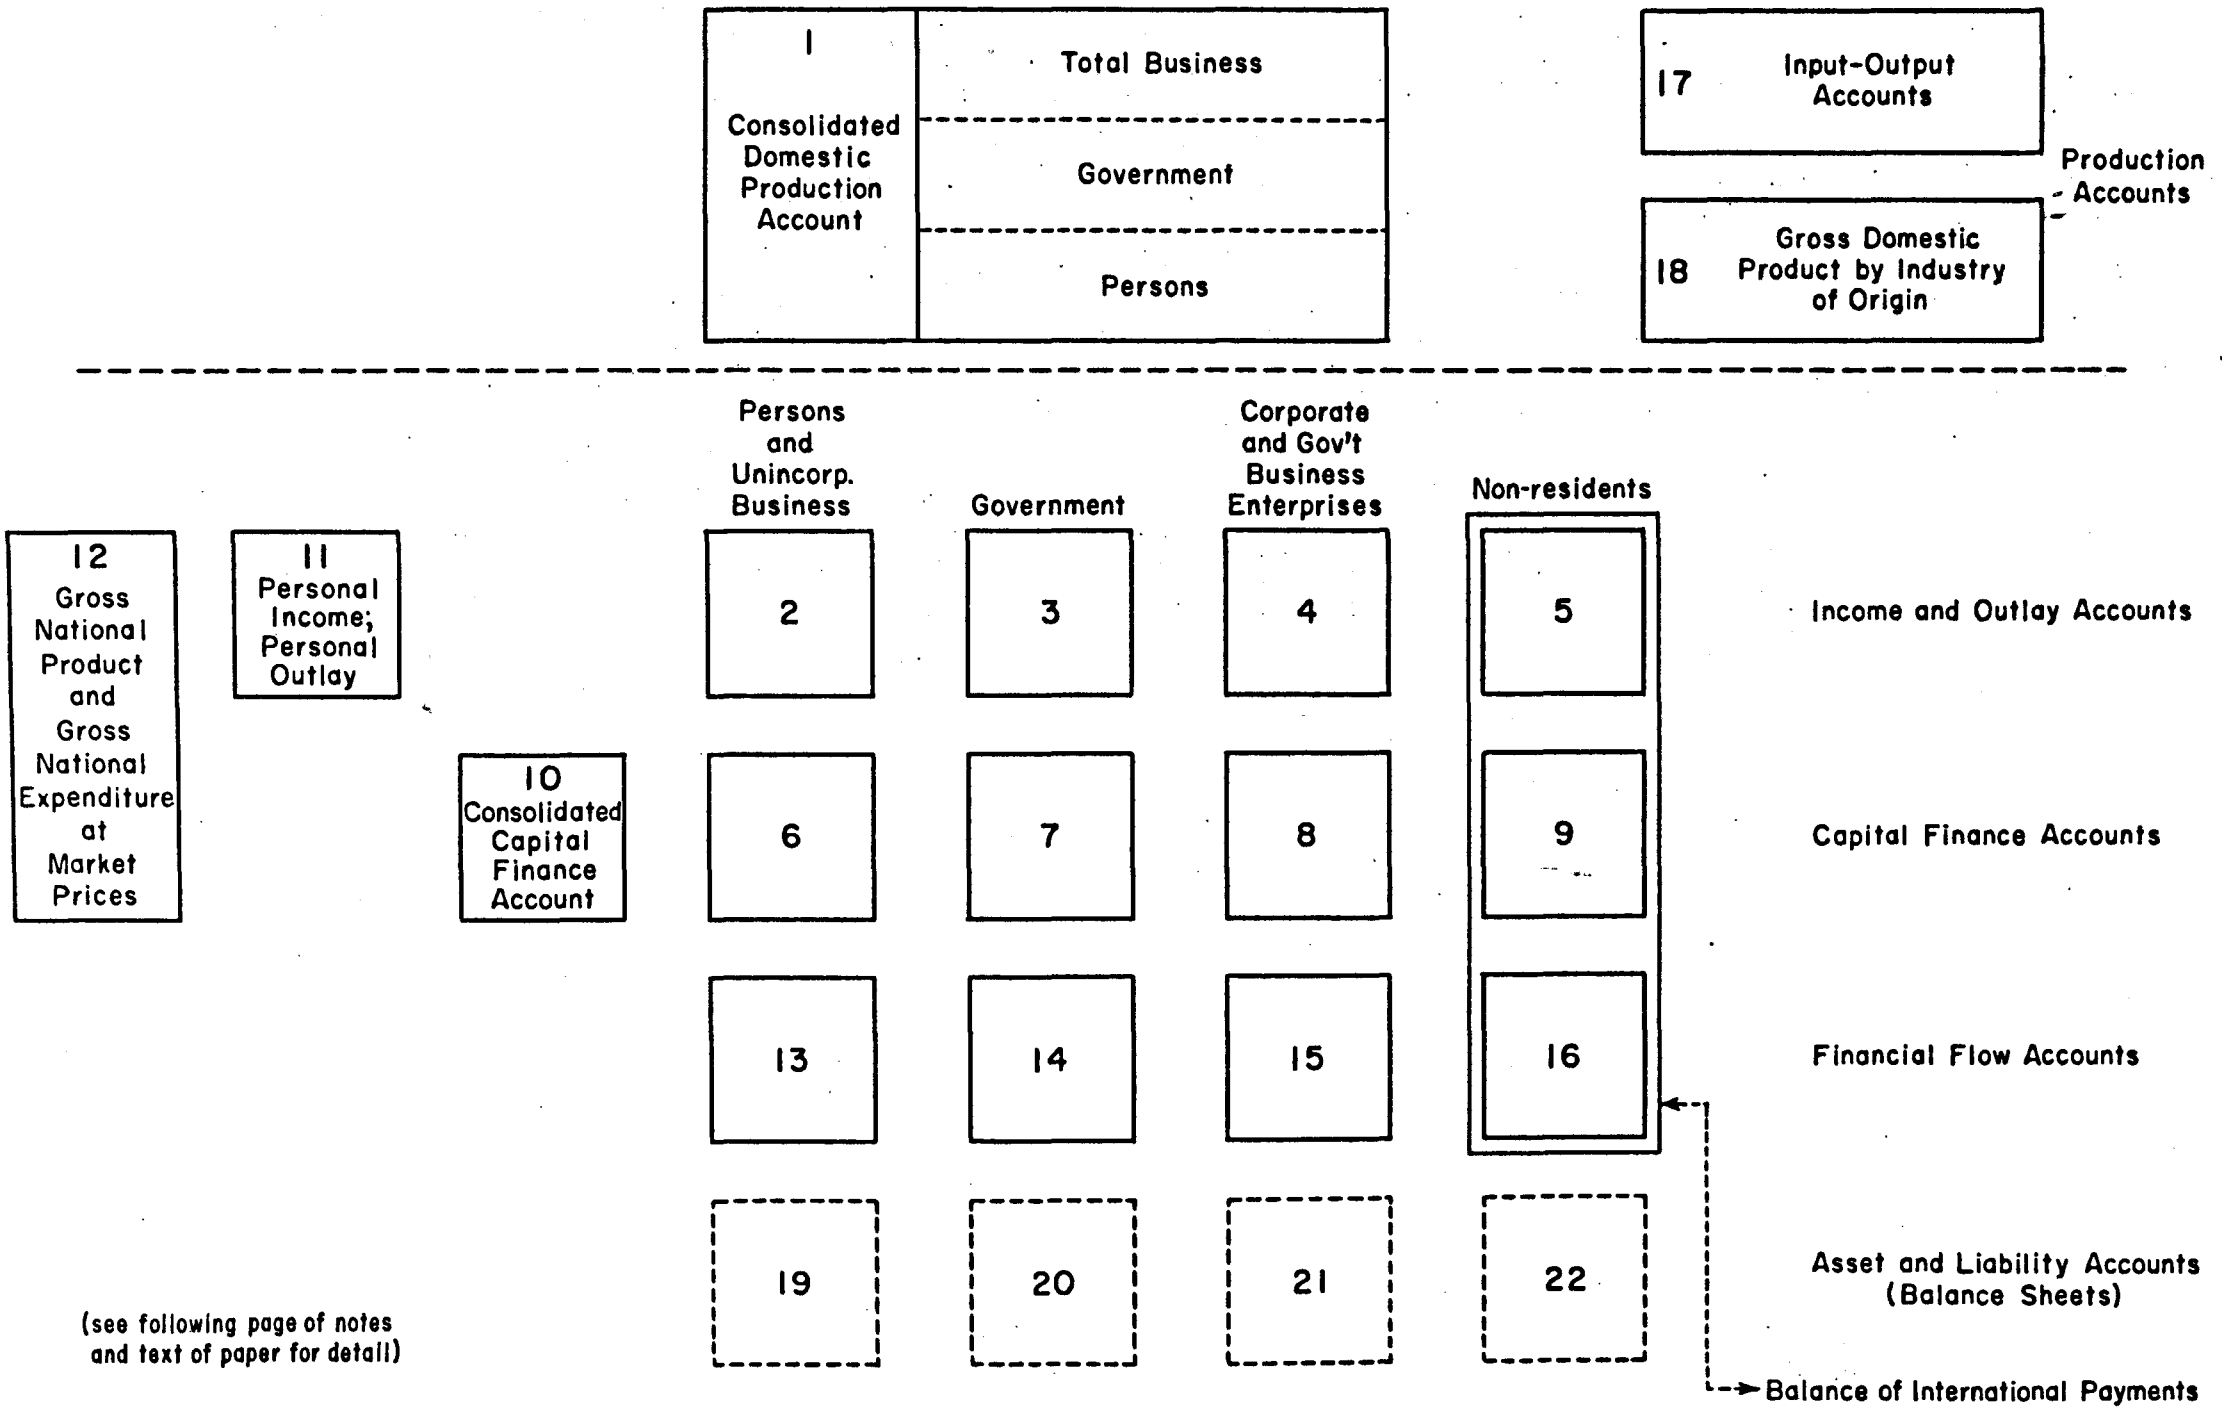 1
Consolidated
Domestic
Production
Account
Total Business
Government
Persons
17
Input-Output
Accounts
18
Gross Domestic
Product by Industry
of Origin
Production
Accounts
Persons
and
Unincorp.
Business
Government
Corporate
and Gov't
Business
Enterprises
Non-residents
12
Gross
National
Product
and
Gross
National
Expenditure
at
Market
Prices
11
Personal
Income;
Personal
Outlay
2
3
4
5
Income and Outlay Accounts
10
Consolidated
Capital
Finance
Account
6
7
8
9
Capital Finance Accounts
13
14
15
16
Financial Flow Accounts
19
20
21
22
Asset and Liability Accounts
(Balance Sheets)
(see following page of notes
and text of paper for detail)
Balance of International Payments